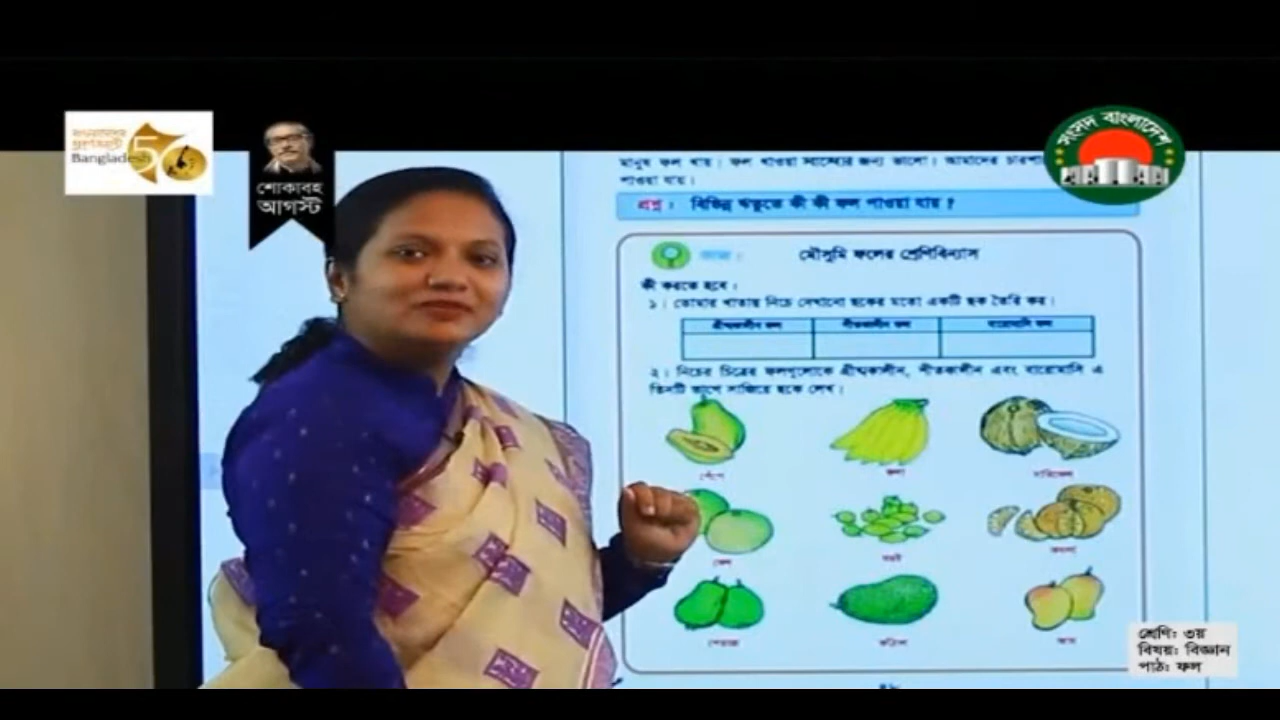 Bangladesh 50
শোকাবহ
আগস্ট
সংসদ বাংলাদেশ
মানুষ ফল খায়। ফল খাওয়া স্বাস্থ্যের জন্য ভালো। আমাদের
পাওয়া যায়।
প্রশ্ন : বিভিন্ন ঋতুতে কী কী ফল পাওয়া যায় ?
কাজ : মৌসুমি ফলের শ্রেণিবিন্যাস
কী করতে হবে :
১। তোমার খাতায় নিচে দেখানো ছকের মতো একটি ছক তৈরি কর।
গ্রীষ্মকালীন ফল শীতকালীন ফল বারোমাসি ফল
২। নিচের চিত্রের ফলগুলোকে গ্রীষ্মকালীন, শীতকালীন এবং বারোমাসি এ
তিনটি ভাগে সাজিয়ে ছকে লেখ।
পেঁপে কলা নারিকেল
বেল বরই কমলা
পেয়ারা কাঁঠাল আম
শ্রেণি: ৩য়
বিষয়: বিজ্ঞান
পাঠ: ফল